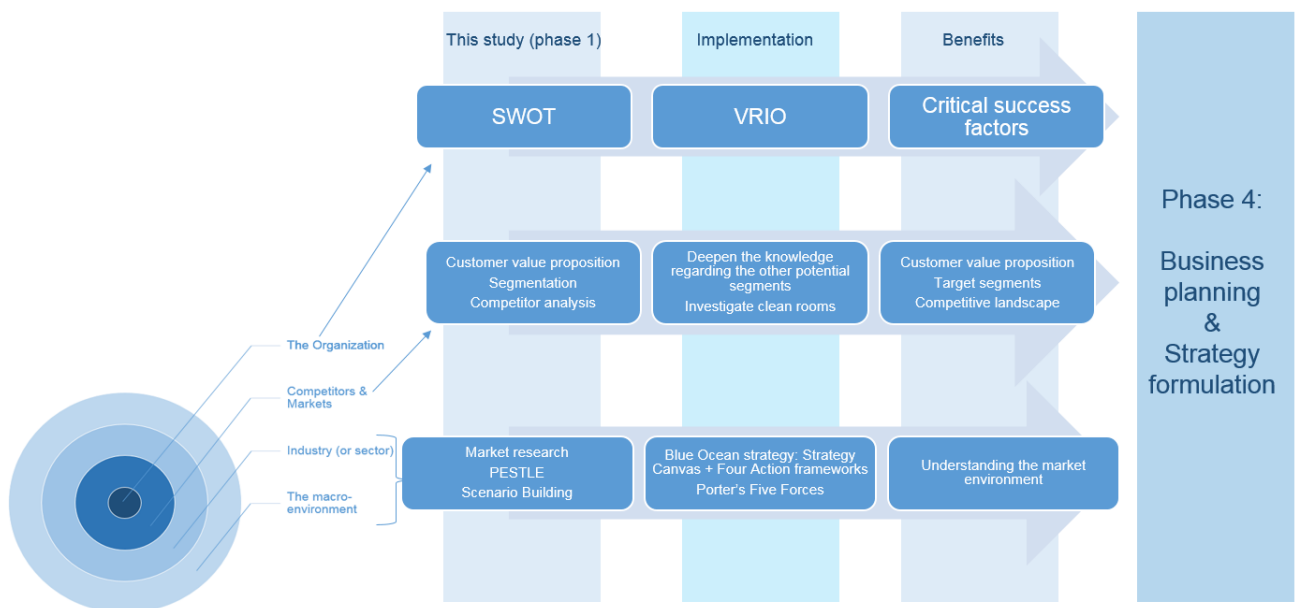 This study (phase 1)
Implementation
Benefits
SWOT
VRIO
Critical success
factors
Customer value proposition
Segmentation
Competitor analysis
Deepen the knowledge
regarding the other potential
segments
Investigate clean rooms
Customer value proposition
Target segments
Competitive landscape
The Organization
Competitors &
Markets
Industry (or sector)
The macro-
environment
Market research
PESTLE
Scenario Building
Blue Ocean strategy: Strategy
Canvas + Four Action frameworks
Porter's Five Forces
Understanding the market
environment
Phase 4:
Business
planning
&
Strategy
formulation